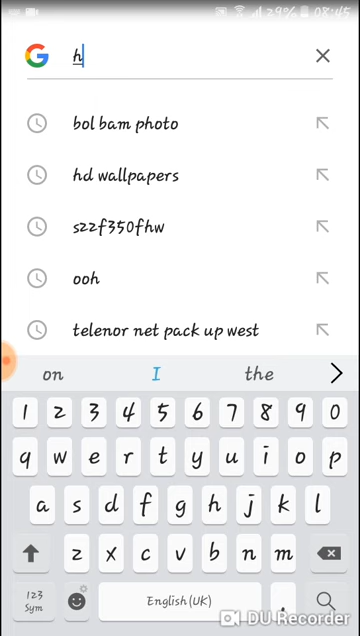 29% 08:45
h
bol bam photo
hd wallpapers
szzf350fhw
ooh
telenor net pack up west
on I the
1 2 3 4 5 6 7 8 9 0
q w e r t y u i o p
a s d f g h j k l
z x c v b n m
123
Sym
English(UK)
.
DU Recorder